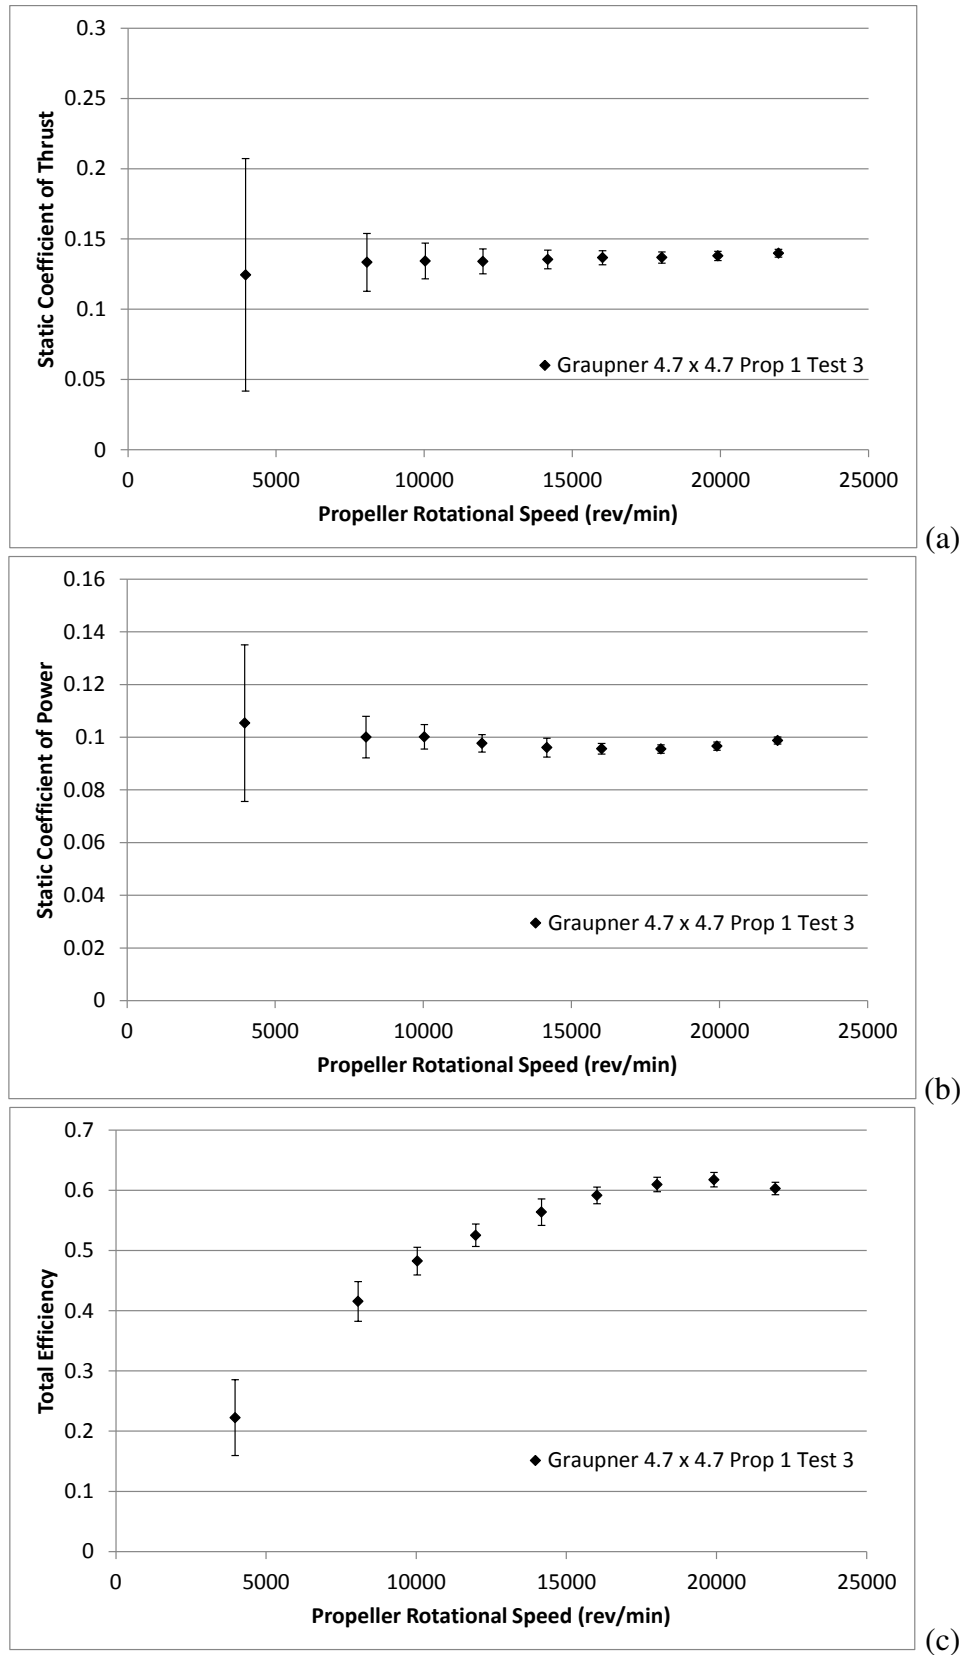 0.3
0.25
0.2
0.15
0.1
0.05
0
Static Coefficient of Thrust
Graupner 4.7 x 4.7 Prop 1 Test 3
0 5000 10000 15000 20000 25000
Propeller Rotational Speed (rev/min)
(a)
0.16
0.14
0.12
0.1
0.08
0.06
0.04
0.02
0
Static Coefficient of Power
Graupner 4.7 x 4.7 Prop 1 Test 3
0 5000 10000 15000 20000 25000
Propeller Rotational Speed (rev/min)
(b)
0.7
0.6
0.5
0.4
0.3
0.2
0.1
0
Total Efficiency
Graupner 4.7 x 4.7 Prop 1 Test 3
0 5000 10000 15000 20000 25000
Propeller Rotational Speed (rev/min)
(c)